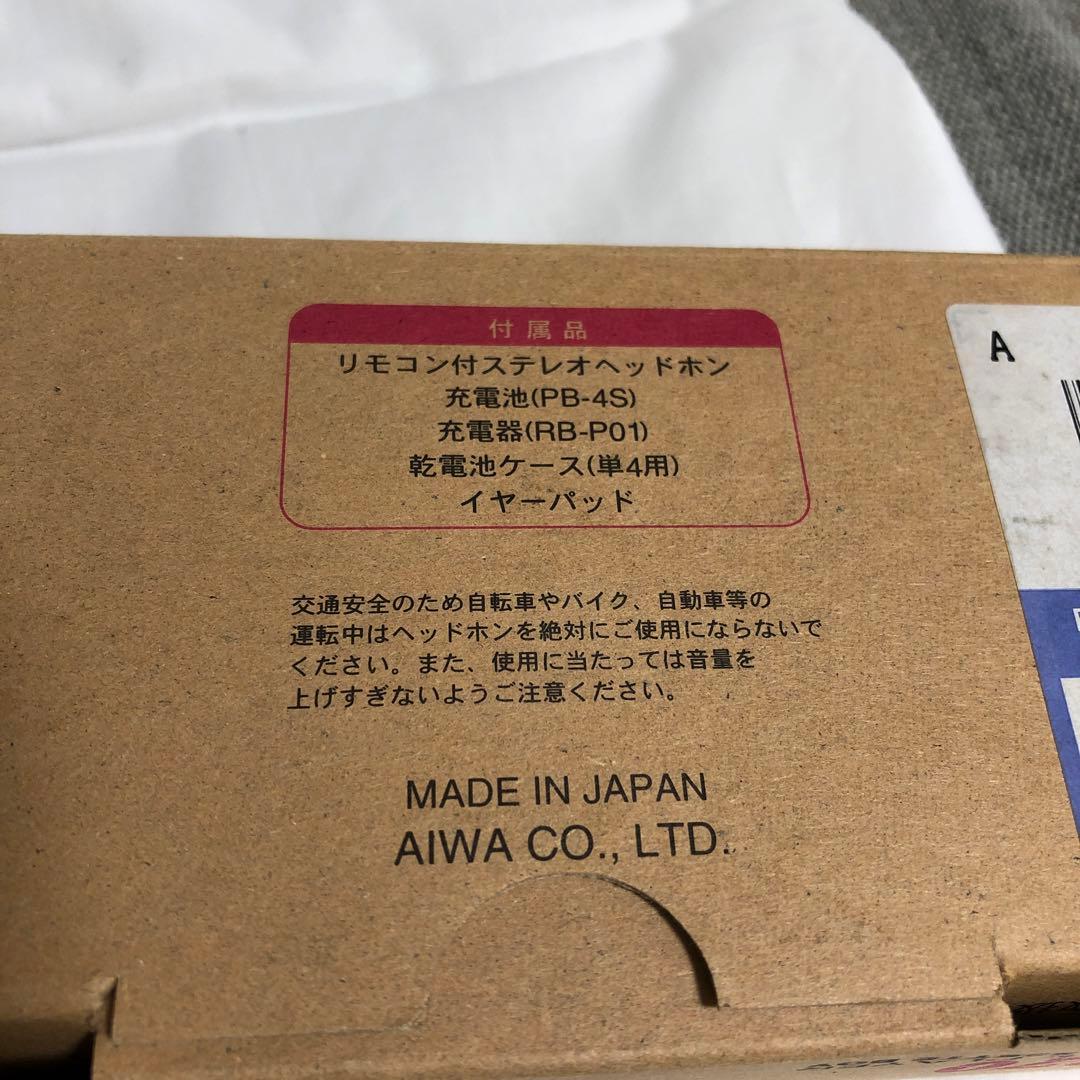 付属品
リモコン付ステレオヘッドホン
充電池(PB-4S)
充電器(RB-P01)
乾電池ケース(単4用)
イヤーパッド
A
交通安全のため自転車やバイク、自動車等の
運転中はヘッドホンを絶対にご使用にならないで
ください。また、使用に当たっては音量を
上げすぎないようご注意ください。
MADE IN JAPAN
AIWA CO., LTD.